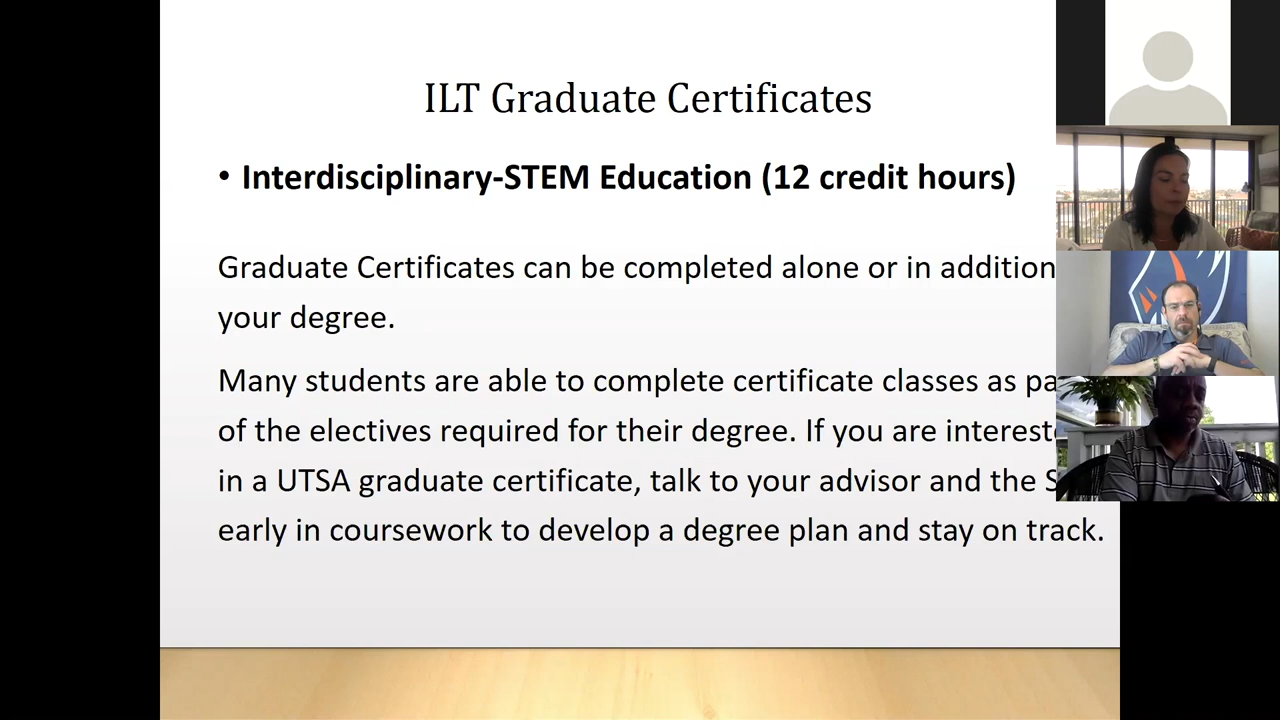 ILT Graduate Certificates
• Interdisciplinary-STEM Education (12 credit hours)
Graduate Certificates can be completed alone or in addition
your degree.
Many students are able to complete certificate classes as
of the electives required for their degree. If you are
in a UTSA graduate certificate, talk to your advisor and the
early in coursework to develop a degree plan and stay on track.